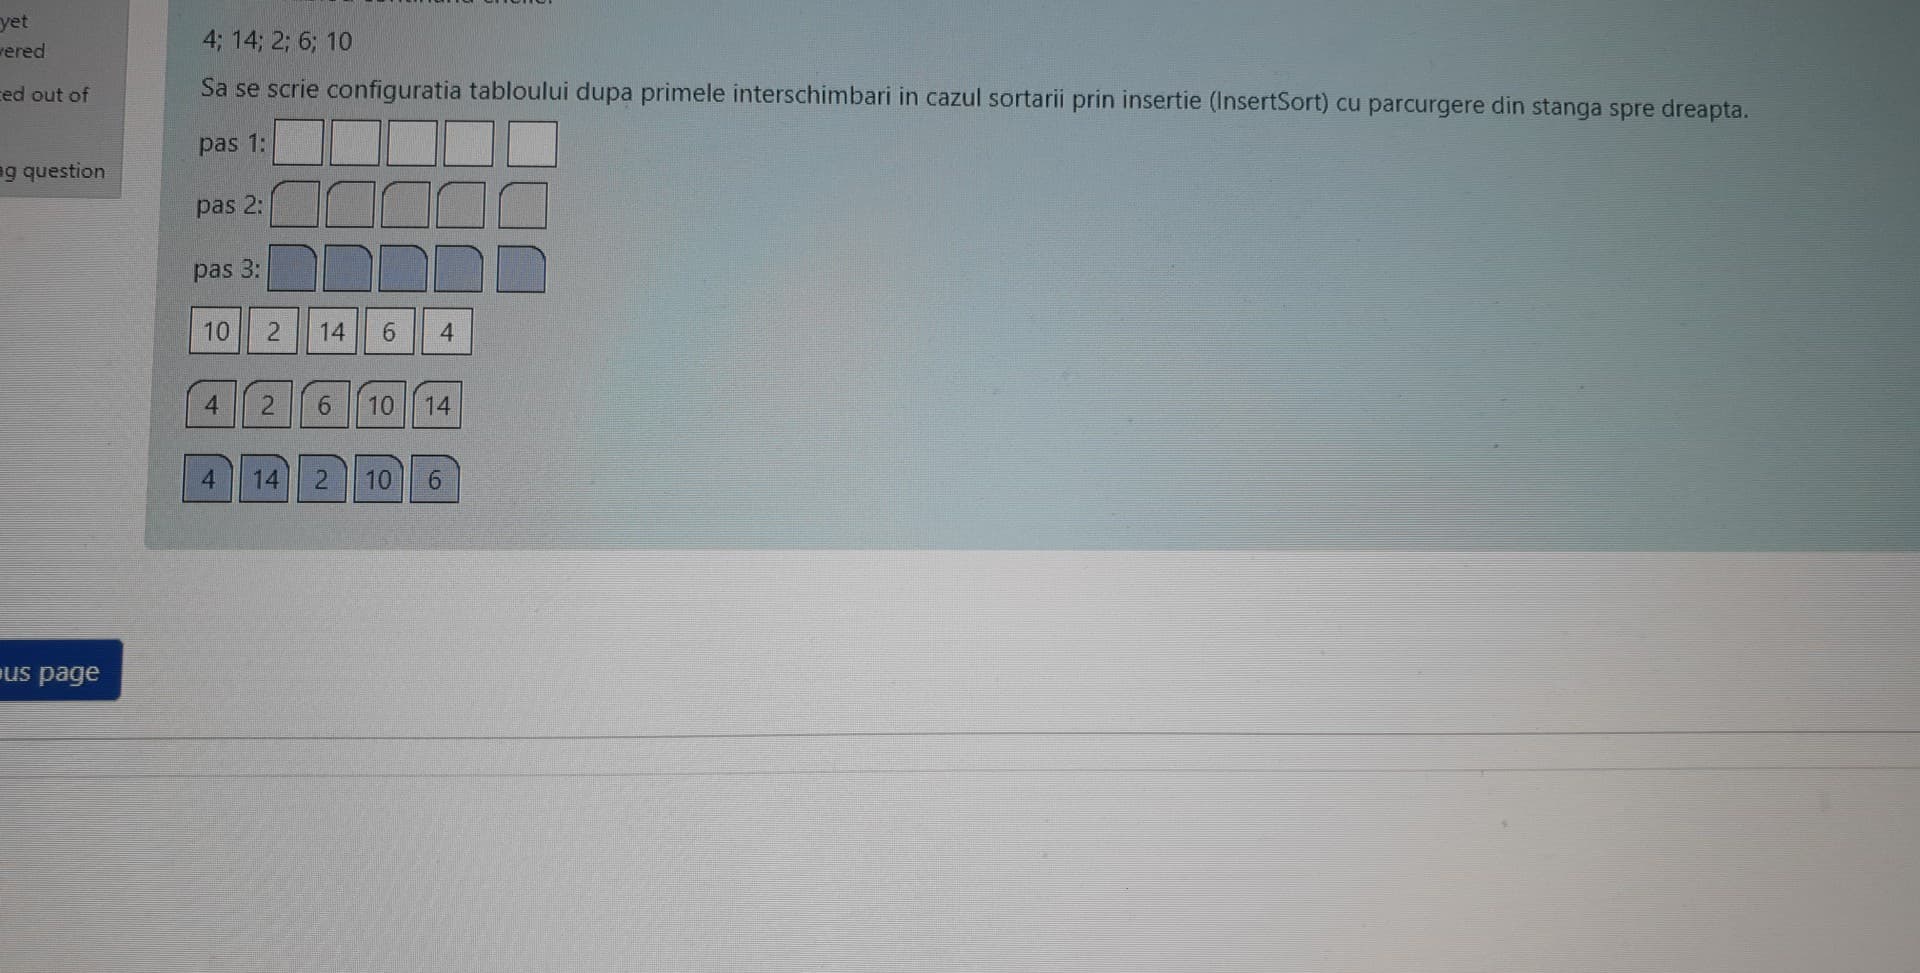 yet
4; 14; 2; 6; 10
ered
ed out of
Sa se scrie configuratia tabloului dupa primele interschimbari in cazul sortarii prin insertie (InsertSort) cu parcurgere din stanga spre dreapta.
pas 1:
g question
pas 2:
pas 3:
10 2 14 6 4
4 2 6 10 14
4 14 2 10 6
us page